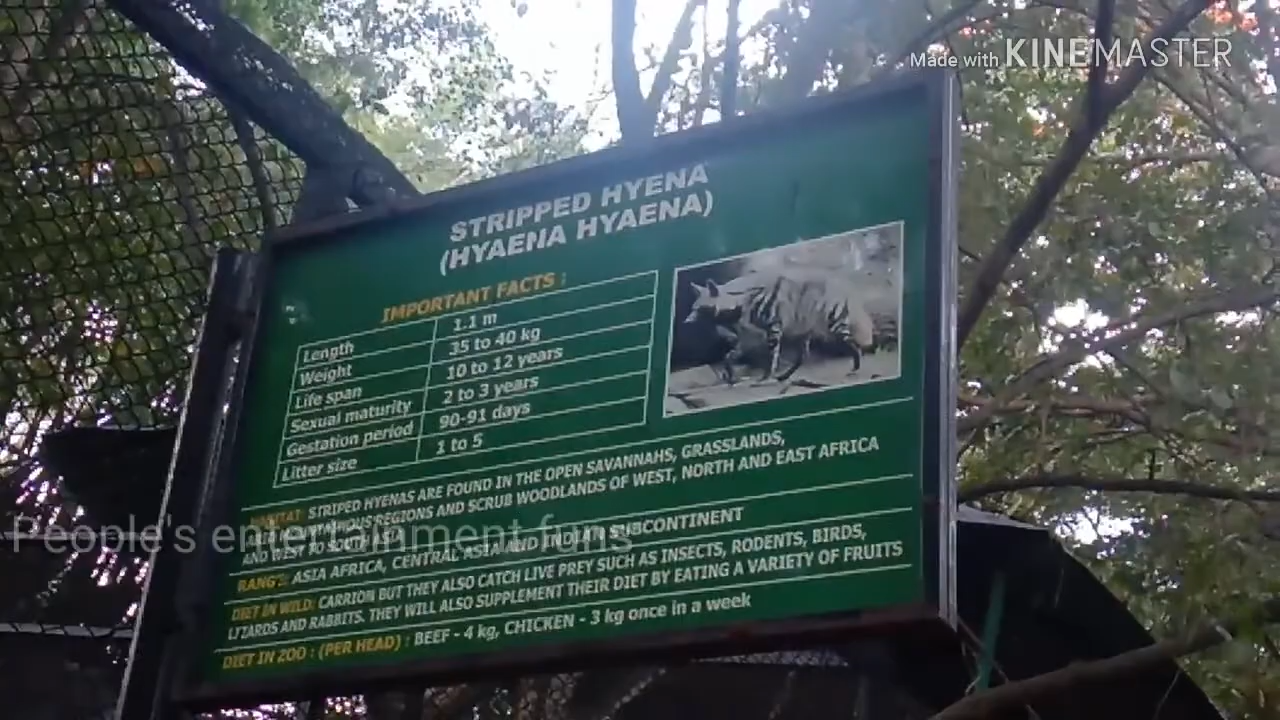 Made with KINEMASTER
STRIPPED HYENA
(HYAENA HYAENA)
IMPORTANT FACTS :
Length 1.1 m
Weight 35 to 40 kg
Life span 10 to 12 years
Sexual maturity 2 to 3 years
Gestation period 90-91 days
Litter size 1 to 5
HABITAT: STRIPED HYENAS ARE FOUND IN THE OPEN SAVANNAHS, GRASSLANDS,
REGIONS AND SCRUB WOODLANDS OF WEST, NORTH AND EAST AFRICA
AND WEST TO SOUTH ASIA
RANGE: ASIA AFRICA, CENTRAL ASIA AND INDIAN SUBCONTINENT
DIET IN WILD: CARRION BUT THEY ALSO CATCH LIVE PREY SUCH AS INSECTS, RODENTS, BIRDS,
LIZARDS AND RABBITS. THEY WILL ALSO SUPPLEMENT THEIR DIET BY EATING A VARIETY OF FRUITS
DIET IN ZOO : (PER HEAD) : BEEF - 4 kg, CHICKEN - 3 kg once in a week
People's entertainment funs